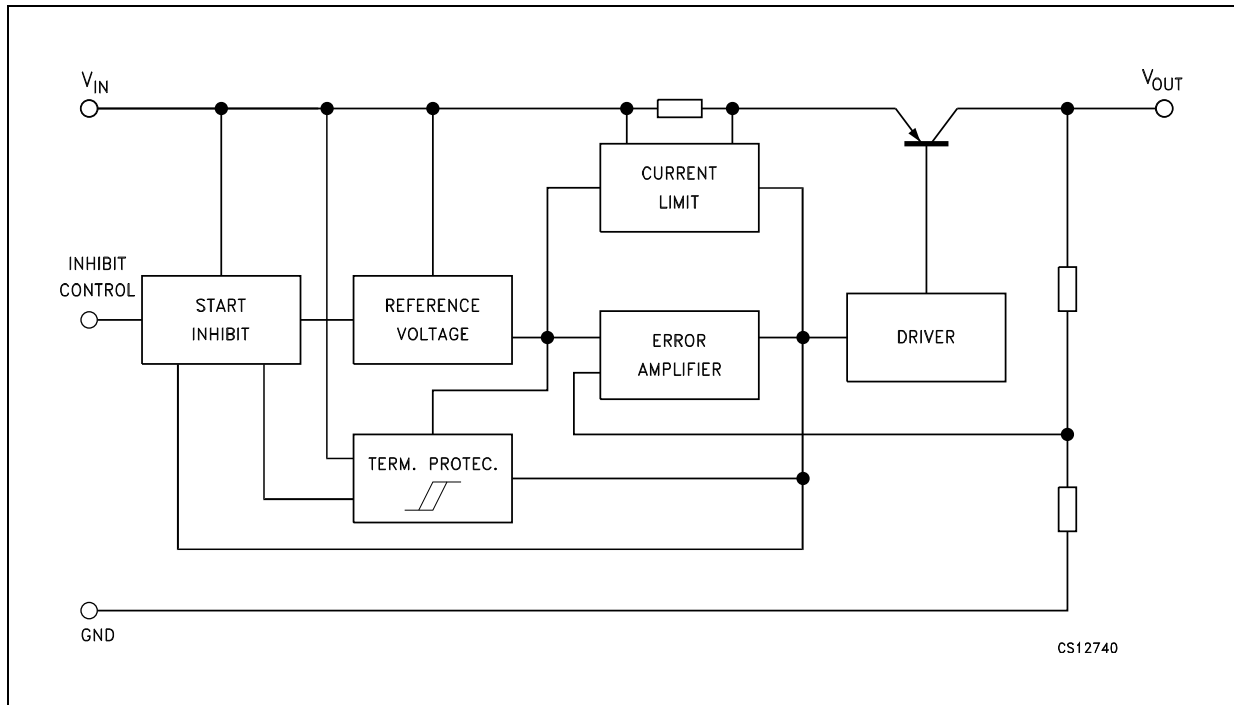 VIN
VOUT
CURRENT
LIMIT
INHIBIT
CONTROL
START
INHIBIT
REFERENCE
VOLTAGE
ERROR
AMPLIFIER
DRIVER
TERM. PROTEC.
GND
CS12740